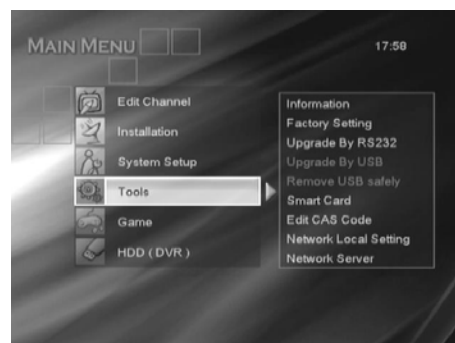 MAIN MENU
17:50
Edit Channel
Installation
System Setup
Tools
Game
HDD ( DVR )
Information
Factory Setting
Upgrade By RS232
Upgrade By USB
Remove USB safely
Smart Card
Edit CAS Code
Network Local Setting
Network Server